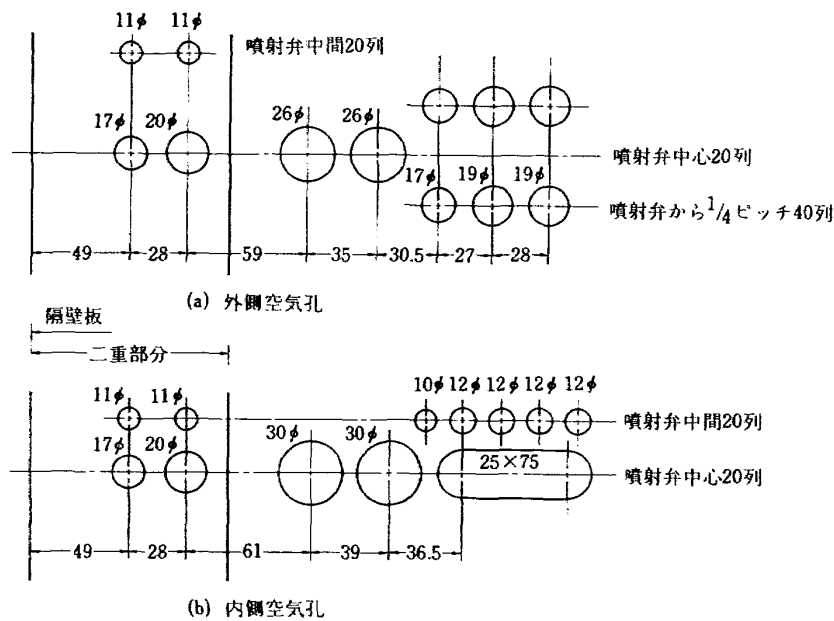 11φ 11φ
噴射弁中間20列
17φ 20φ 26φ 26φ
噴射弁中心20列
17φ 19φ 19φ
噴射弁から1/4ピッチ40列
49 28 59 35 30.5 27 28
(a) 外側空気孔
隔壁板
二重部分
11φ 11φ 10φ 12φ 12φ 12φ 12φ
噴射弁中間20列
17φ 20φ 30φ 30φ
25×75
噴射弁中心20列
49 28 61 39 36.5
(b) 内側空気孔